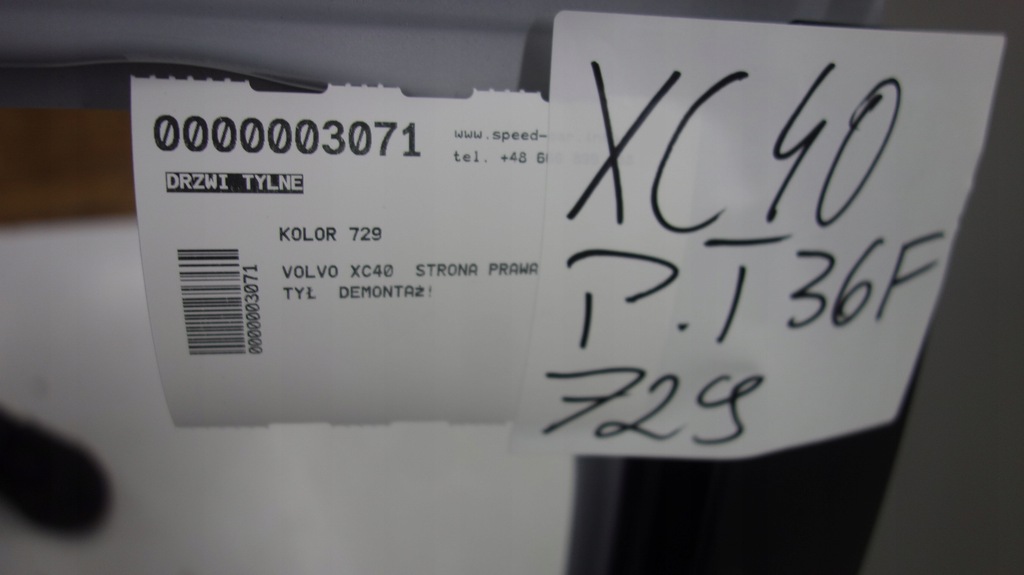 0000003071
www.speed-
tel. +48 6
DRZWI TYLNE
KOLOR 729
VOLVO XC40 STRONA PRAWA
TYŁ DEMONTAŻ!
0000003071
XC40
P.T 36F
729